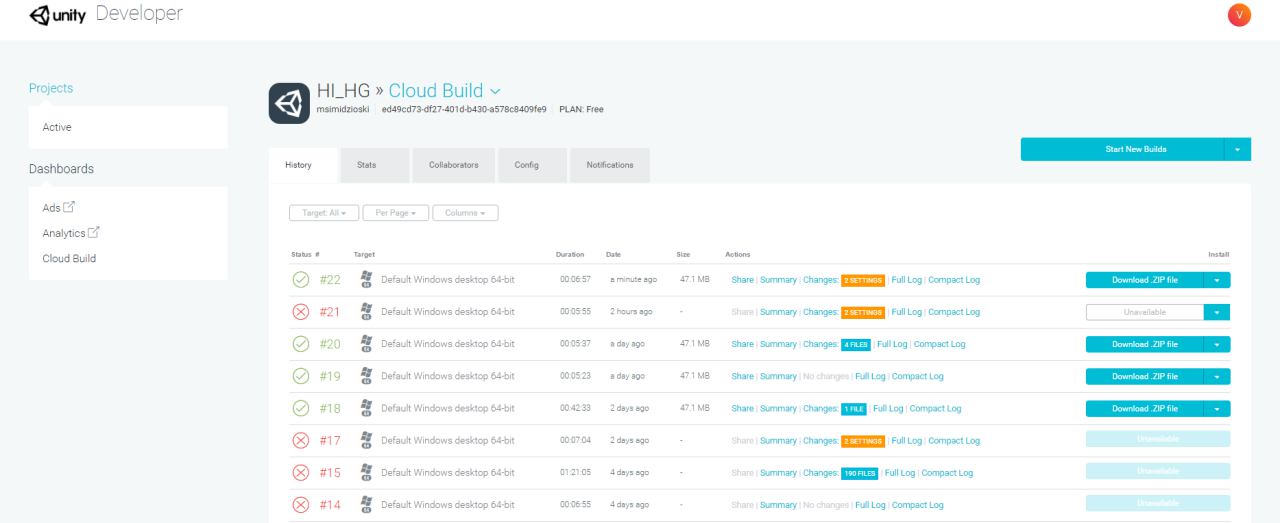 unity Developer
V
Projects
Active
Dashboards
Ads
Analytics
Cloud Build
HI_HG » Cloud Build
msimidzioski ed49cd73-df27-401d-b430-a578c8409fe9 PLAN: Free
Start New Builds
History Stats Collaborators Config Notifications
Target: All Per Page Columns
Status # Target Duration Date Size Actions Install
#22 64 Default Windows desktop 64-bit 00:06:57 a minute ago 47.1 MB Share | Summary | Changes: 2 SETTINGS | Full Log | Compact Log Download .ZIP file
#21 64 Default Windows desktop 64-bit 00:05:55 2 hours ago - Share | Summary | Changes: 2 SETTINGS | Full Log | Compact Log Unavailable
#20 64 Default Windows desktop 64-bit 00:05:37 a day ago 47.1 MB Share | Summary | Changes: 4 FILES | Full Log | Compact Log Download .ZIP file
#19 64 Default Windows desktop 64-bit 00:05:23 a day ago 47.1 MB Share | Summary | No changes | Full Log | Compact Log Download .ZIP file
#18 64 Default Windows desktop 64-bit 00:42:33 2 days ago 47.1 MB Share | Summary | Changes: 1 FILE | Full Log | Compact Log Download .ZIP file
#17 64 Default Windows desktop 64-bit 00:07:04 2 days ago - Share | Summary | Changes: 2 SETTINGS | Full Log | Compact Log Unavailable
#15 64 Default Windows desktop 64-bit 01:21:05 4 days ago - Share | Summary | Changes: 190 FILES | Full Log | Compact Log Unavailable
#14 64 Default Windows desktop 64-bit 00:06:55 4 days ago - Share | Summary | No changes | Full Log | Compact Log Unavailable